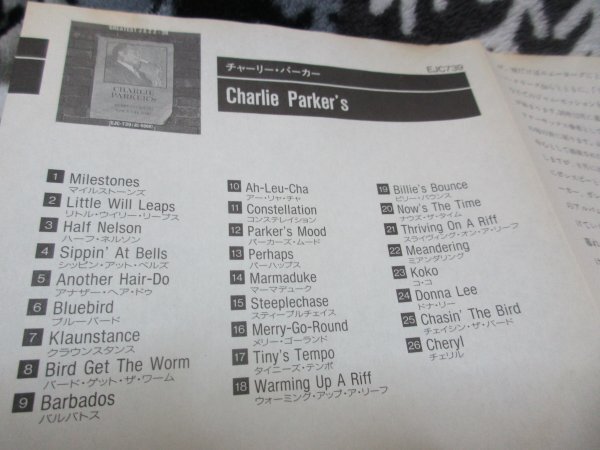 チャーリー・パーカー
EJC739
Charlie Parker's
CHARLIE
PARKER'S
1 Milestones
マイルストーンズ
2 Little Will Leaps
リトル・ウイリー・リープス
3 Half Nelson
ハーフ・ネルソン
4 Sippin' At Bells
シッピン・アット・ベルズ
5 Another Hair-Do
アナザー・ヘア・ドゥ
6 Bluebird
ブルーバード
7 Klaunstance
クラウンスタンス
8 Bird Get The Worm
バード・ゲット・ザ・ワーム
9 Barbados
バルバトス
10 Ah-Leu-Cha
アー・リャ・チャ
11 Constellation
コンステレイション
12 Parker's Mood
パーカーズ・ムード
13 Perhaps
パーハップス
14 Marmaduke
マーマデューク
15 Steeplechase
スティープルチェイス
16 Merry-Go-Round
メリー・ゴーランド
17 Tiny's Tempo
タイニーズ・テンポ
18 Warming Up A Riff
ウォーミング・アップ・ア・リーフ
19 Billie's Bounce
ビリー・バウンス
20 Now's The Time
ナウズ・ザ・タイム
21 Thriving On A Riff
スライヴィング・オン・ア・リーフ
22 Meandering
ミアンダリング
23 Koko
コ・コ
24 Donna Lee
ドナ・リー
25 Chasin' The Bird
チェイシン・ザ・バード
26 Cheryl
チェリル